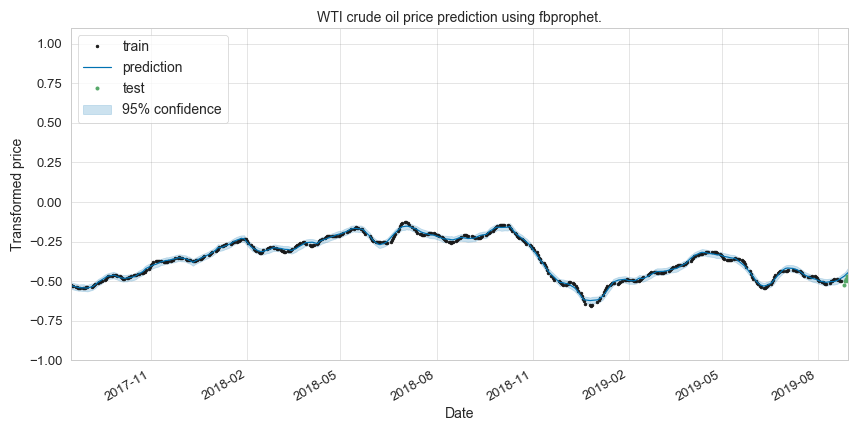 WTI crude oil price prediction using fbprophet.
train
prediction
test
95% confidence
Transformed price
1.00
0.75
0.50
0.25
0.00
−0.25
−0.50
−0.75
−1.00
2017-11
2018-02
2018-05
2018-08
2018-11
2019-02
2019-05
2019-08
Date